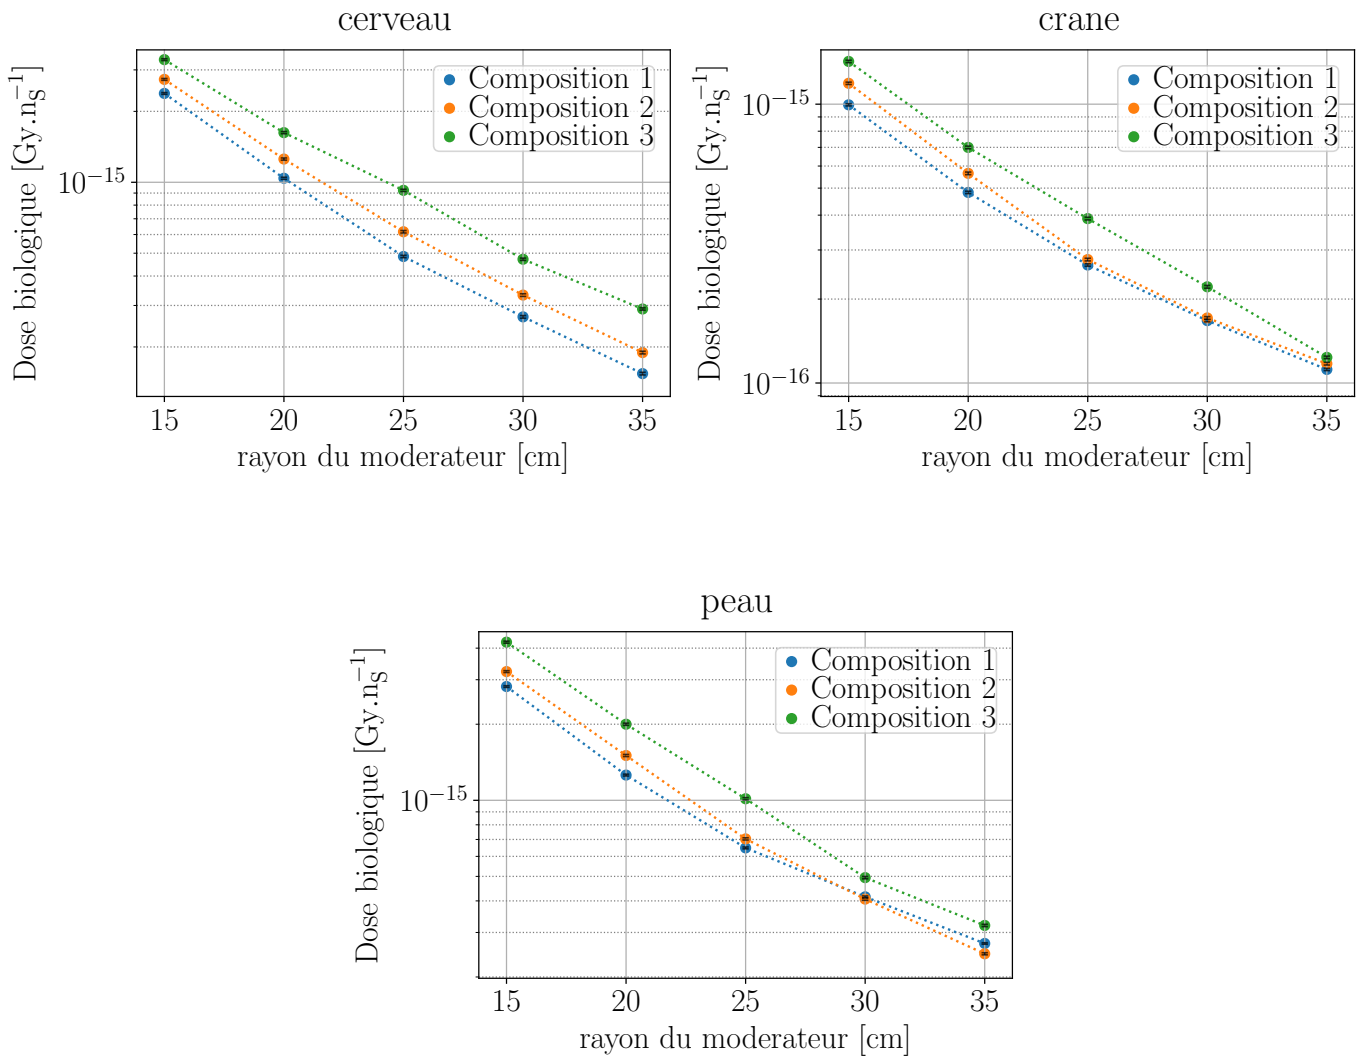 cerveau
Dose biologique [Gy.n_S^{-1}]
10^{-15}
Composition 1
Composition 2
Composition 3
15 20 25 30 35
rayon du moderateur [cm]
crane
Dose biologique [Gy.n_S^{-1}]
10^{-15}
10^{-16}
Composition 1
Composition 2
Composition 3
15 20 25 30 35
rayon du moderateur [cm]
peau
Dose biologique [Gy.n_S^{-1}]
10^{-15}
Composition 1
Composition 2
Composition 3
15 20 25 30 35
rayon du moderateur [cm]